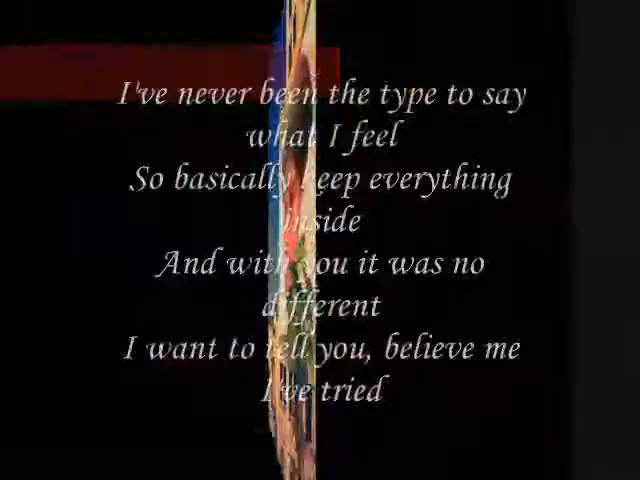 I've never been the type to say
what I feel
So basically keep everything
inside
And with you it was no
different
I want to tell you, believe me
I've tried